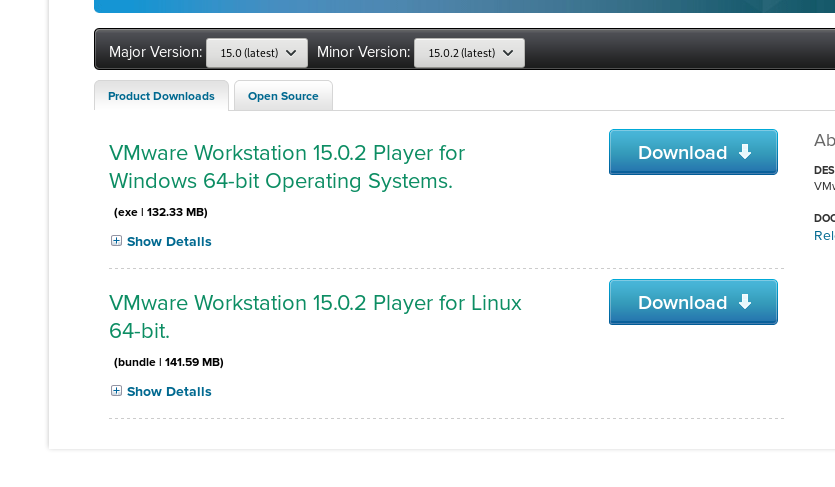 Major Version: 15.0 (latest) Minor Version: 15.0.2 (latest)
Product Downloads Open Source
VMware Workstation 15.0.2 Player for
Windows 64-bit Operating Systems.
(exe | 132.33 MB)
Show Details
Download
VMware Workstation 15.0.2 Player for Linux
64-bit.
(bundle | 141.59 MB)
Show Details
Download
Ab
DES
VMw
DOC
Rel